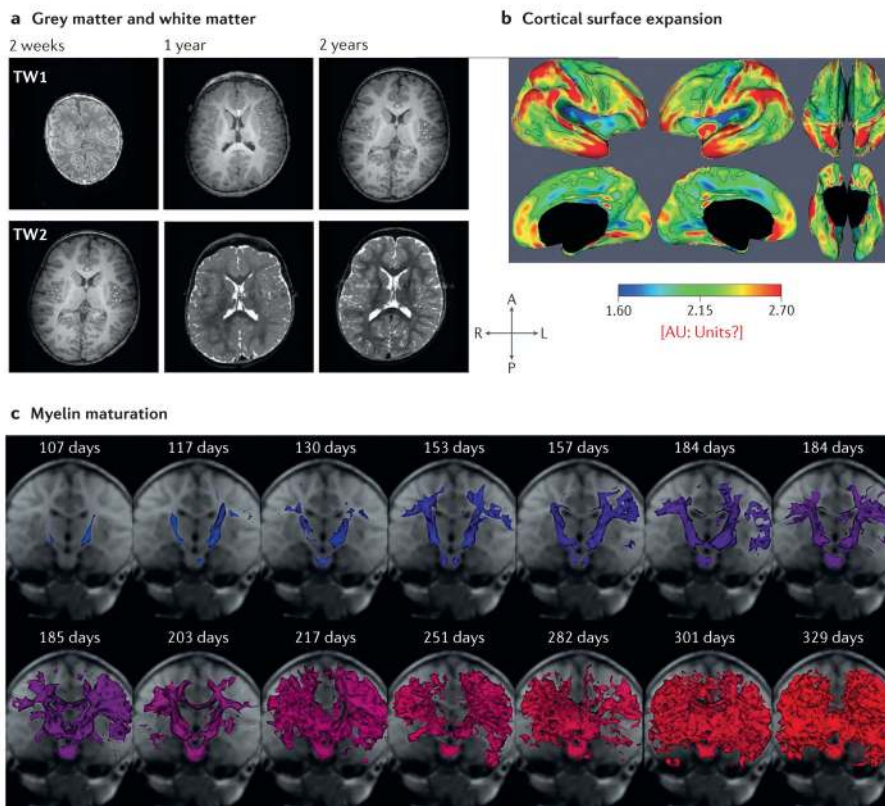 a Grey matter and white matter
2 weeks 1 year 2 years
TW1
TW2
b Cortical surface expansion
1.60 2.15 2.70
[AU: Units?]
A
R L
P
c Myelin maturation
107 days 117 days 130 days 153 days 157 days 184 days 184 days
185 days 203 days 217 days 251 days 282 days 301 days 329 days